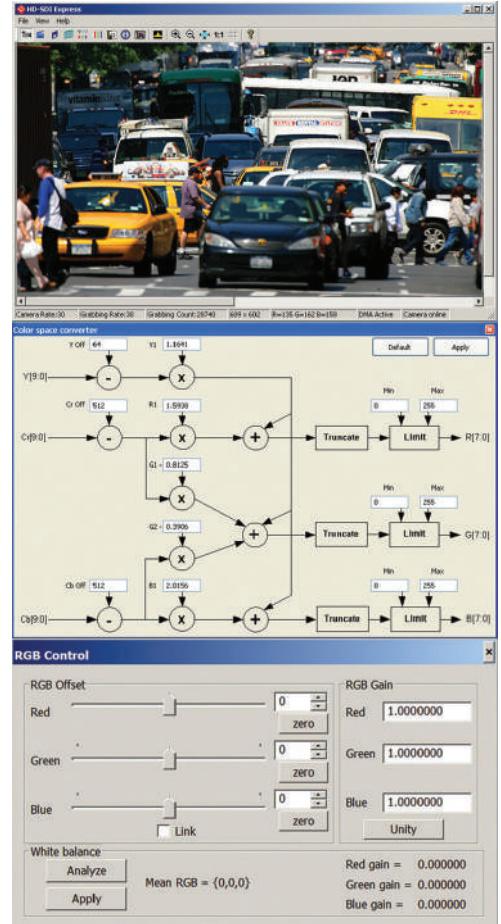 HD-SDI Express
File View Help
1:1
vitaminwater
DHL
Camera Rate:30 Grabbing Rate:30 Grabbing Count:28740 R=135 G=162 B=158 DMA Active Camera online
Color space converter
Y Off 64 Y1 1.1641 Default Apply
Y[9:0] - X Min Max
Cr Off 512 R1 1.5938 0 255
Cr[9:0] - X + Truncate Limit R[7:0]
G1 - 0.8125
X Min Max
G2 - 0.3906 0 255
+ Truncate Limit G[7:0]
X Min Max
Cb Off 512 B1 2.0156 0 255
Cb[9:0] - X + Truncate Limit B[7:0]
RGB Control
RGB Offset RGB Gain
Red 0 zero Red 1.0000000
Green 0 zero Green 1.0000000
Blue 0 zero Blue 1.0000000
Link Unity
White balance
Analyze Red gain = 0.000000
Mean RGB = {0,0,0} Green gain = 0.000000
Apply Blue gain = 0.000000